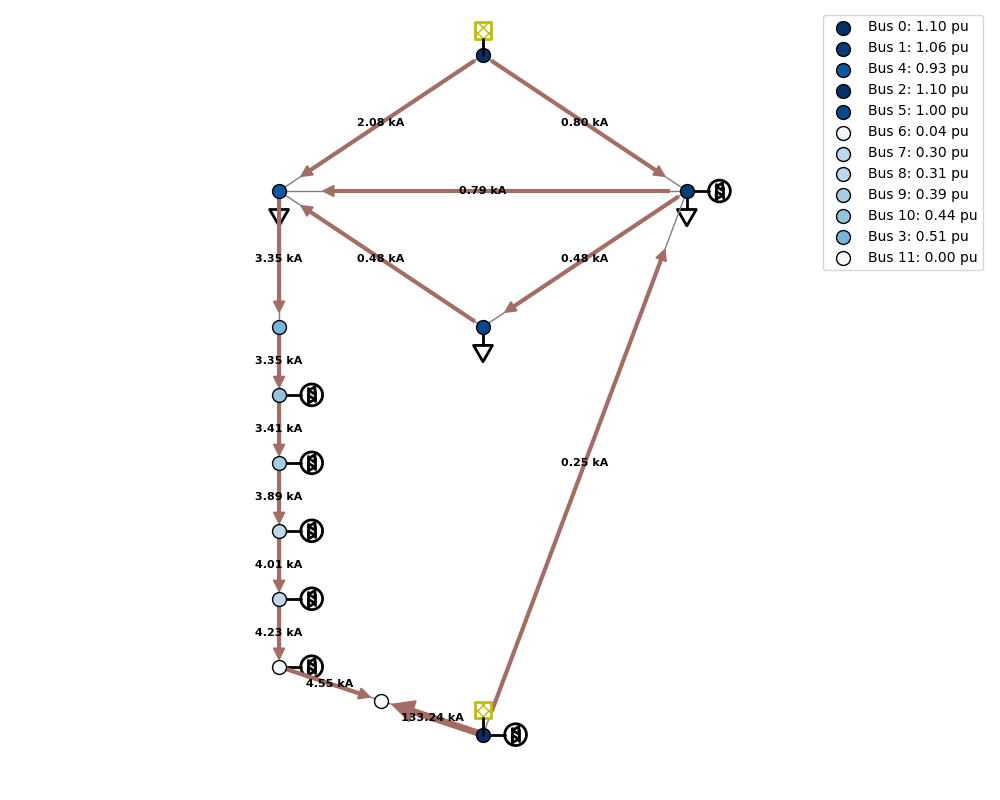 Bus 0: 1.10 pu
Bus 1: 1.06 pu
Bus 4: 0.93 pu
Bus 2: 1.10 pu
Bus 5: 1.00 pu
Bus 6: 0.04 pu
Bus 7: 0.30 pu
Bus 8: 0.31 pu
Bus 9: 0.39 pu
Bus 10: 0.44 pu
Bus 3: 0.51 pu
Bus 11: 0.00 pu
2.08 kA
0.80 kA
0.79 kA
3.35 kA
0.48 kA
0.48 kA
3.35 kA
3.41 kA
0.25 kA
3.89 kA
4.01 kA
4.23 kA
4.55 kA
133.24 kA